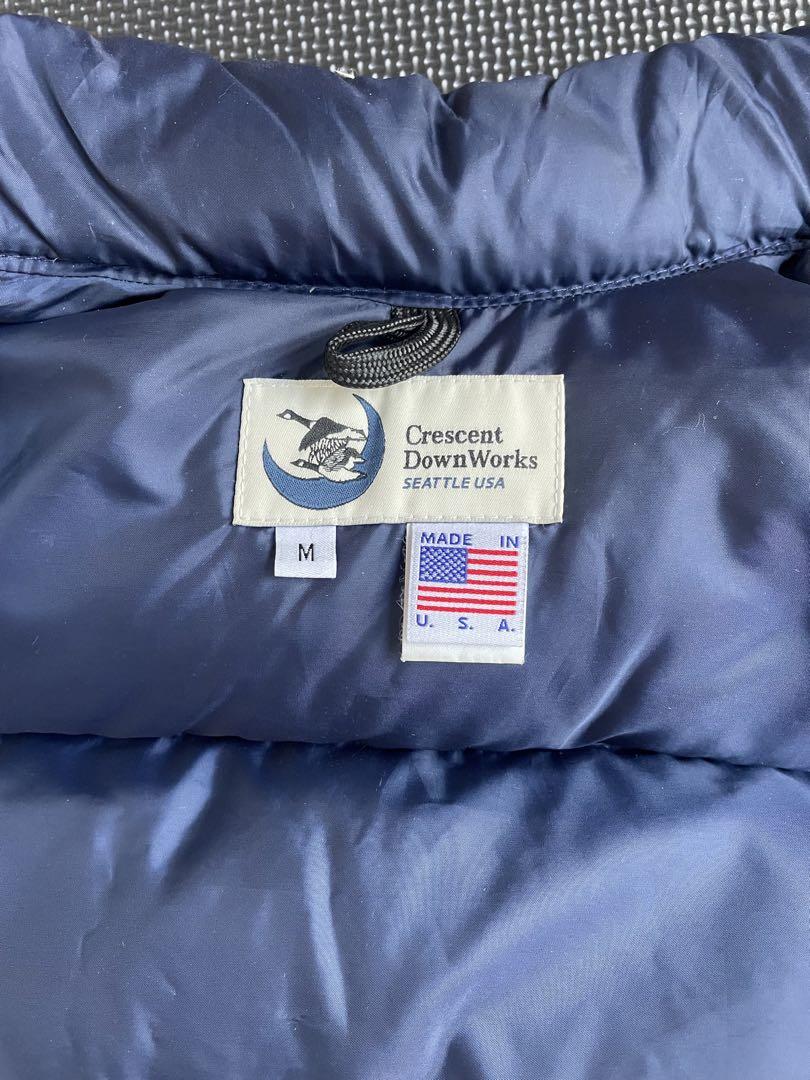 Crescent
DownWorks
SEATTLE USA
M
MADE IN
U. S. A.